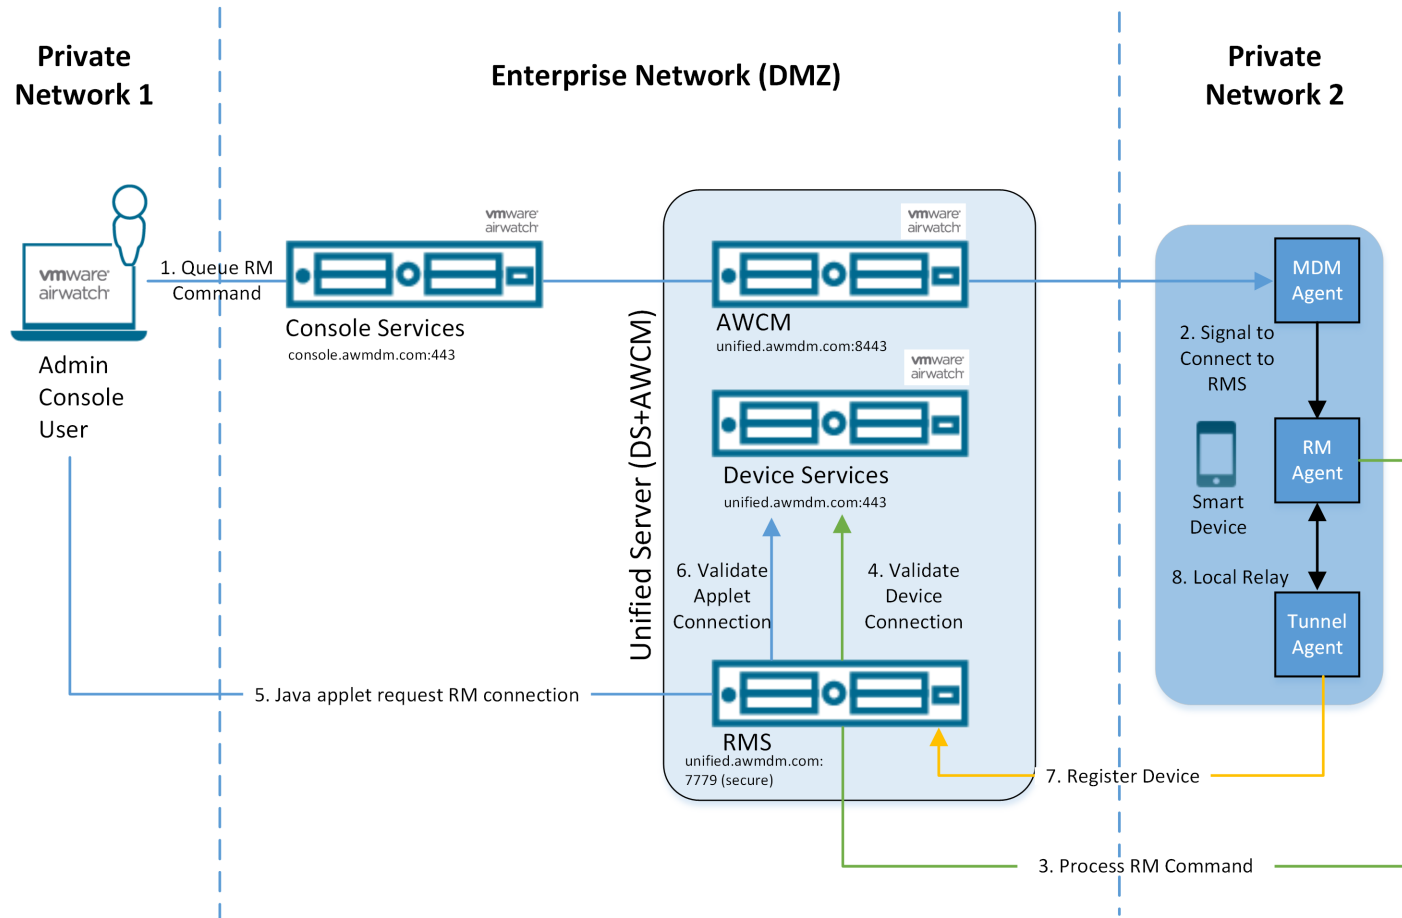 Private
Network 1
Enterprise Network (DMZ)
Private
Network 2
vmware
airwatch
1. Queue RM
Command
vmware
airwatch
Console Services
console.awmdm.com:443
Admin
Console
User
Unified Server (DS+AWCM)
vmware
airwatch
AWCM
unified.awmdm.com:8443
vmware
airwatch
Device Services
unified.awmdm.com:443
6. Validate
Applet
Connection
4. Validate
Device
Connection
5. Java applet request RM connection
RMS
unified.awmdm.com:
7779 (secure)
MDM
Agent
2. Signal to
Connect to
RMS
RM
Agent
Smart
Device
8. Local Relay
Tunnel
Agent
7. Register Device
3. Process RM Command